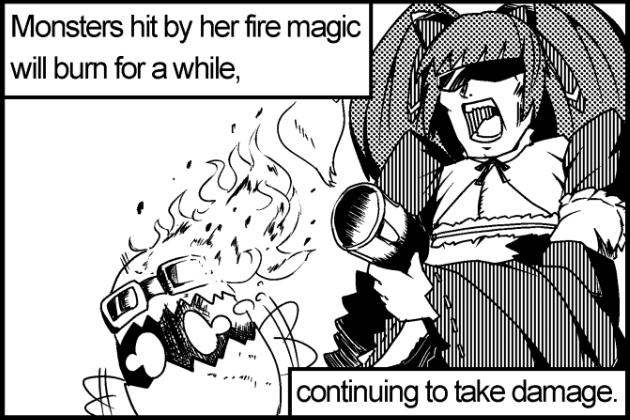 Monsters hit by her fire magic
will burn for a while,
continuing to take damage.